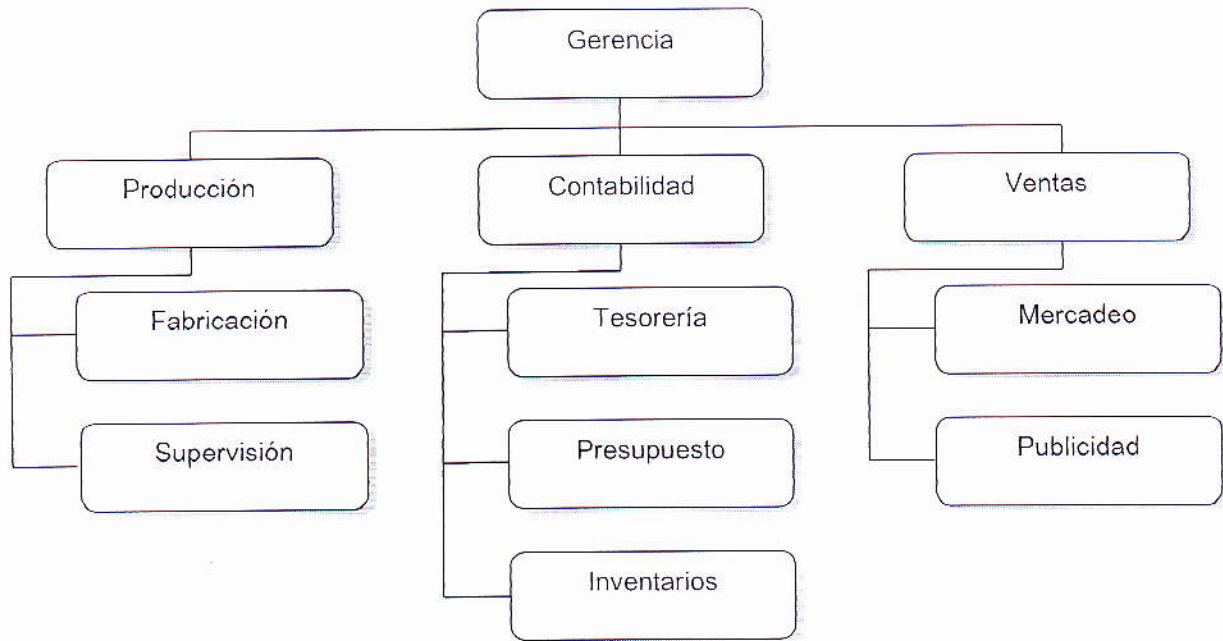 Gerencia
Producción
Contabilidad
Ventas
Fabricación
Tesorería
Mercadeo
Supervisión
Presupuesto
Publicidad
Inventarios